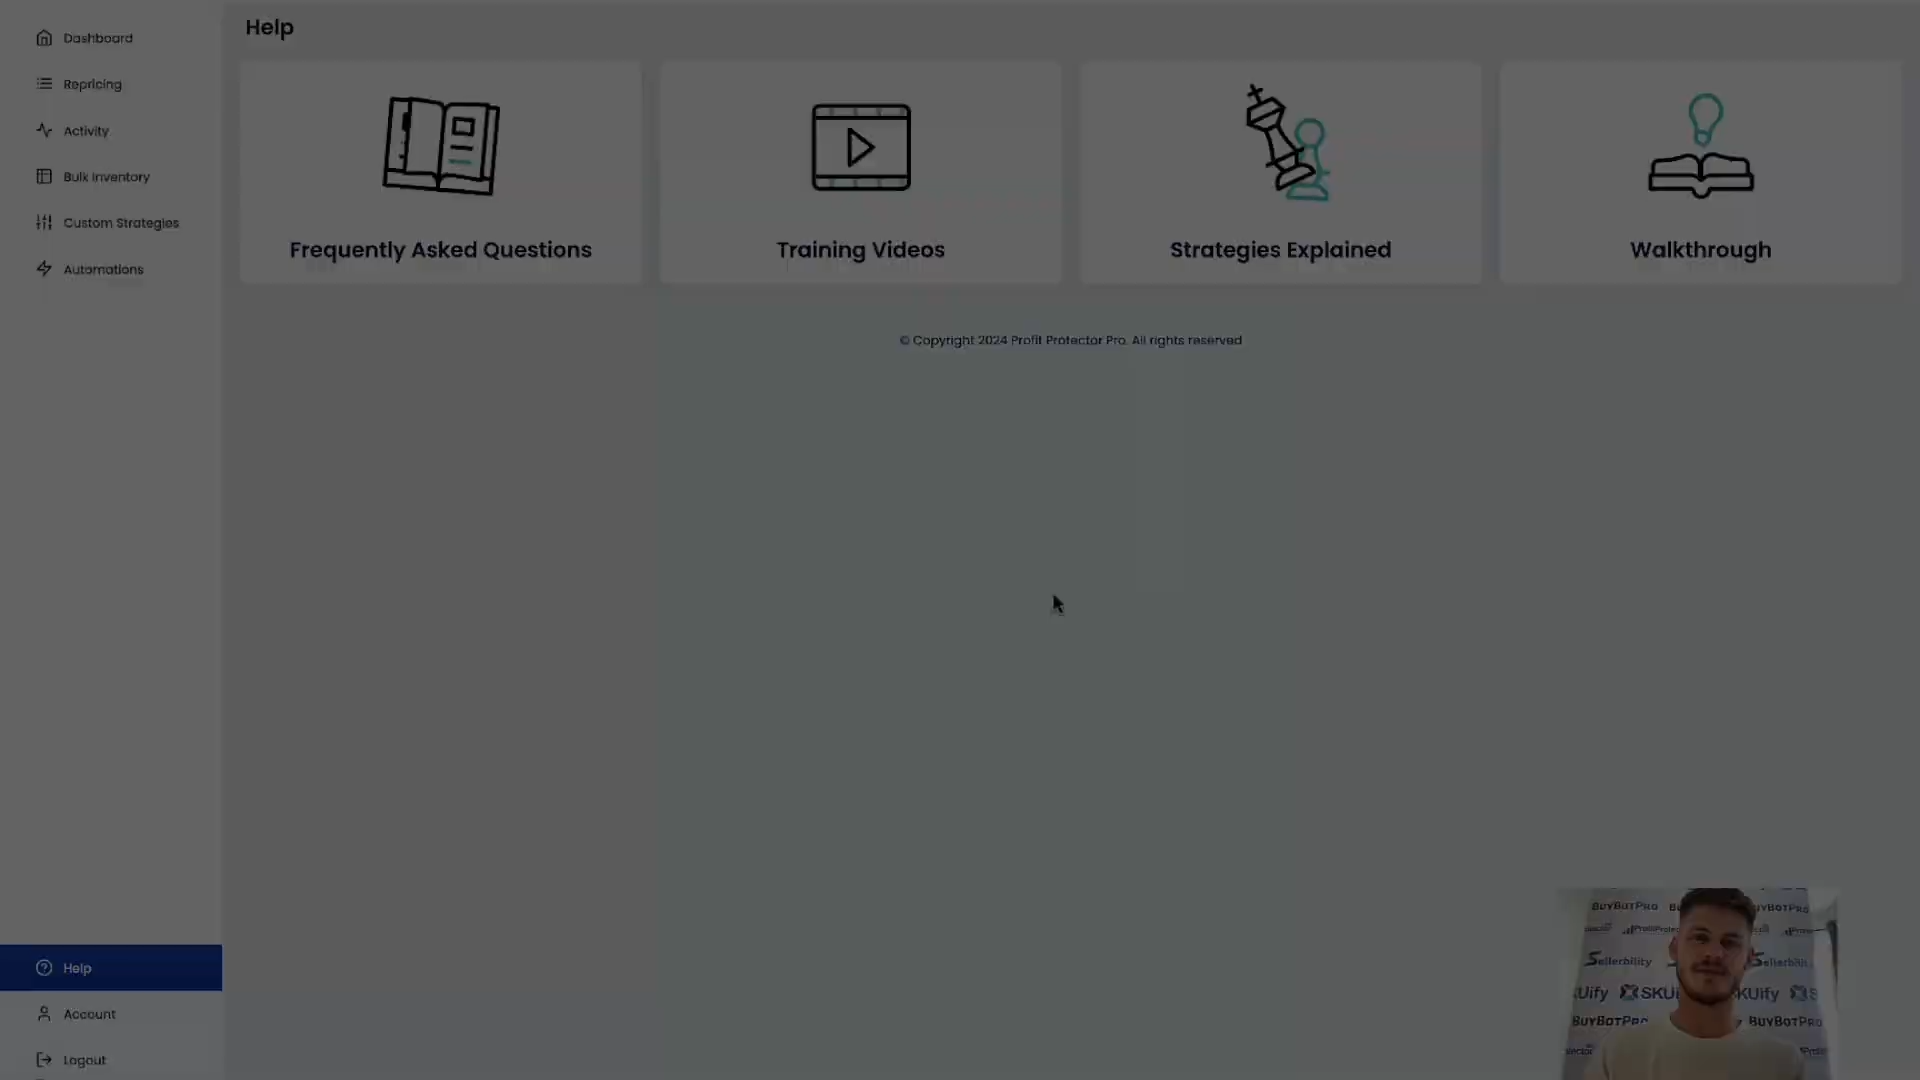 Dashboard
Repricing
Activity
Bulk Inventory
Custom Strategies
Automations
Help
Account
Logout
Help
Frequently Asked Questions
Training Videos
Strategies Explained
Walkthrough
© Copyright 2024 Profit Protector Pro. All rights reserved
BUYBOTPRO
Sellerbility
SKUify
BUYBOTPRO
BUYBOTPRO